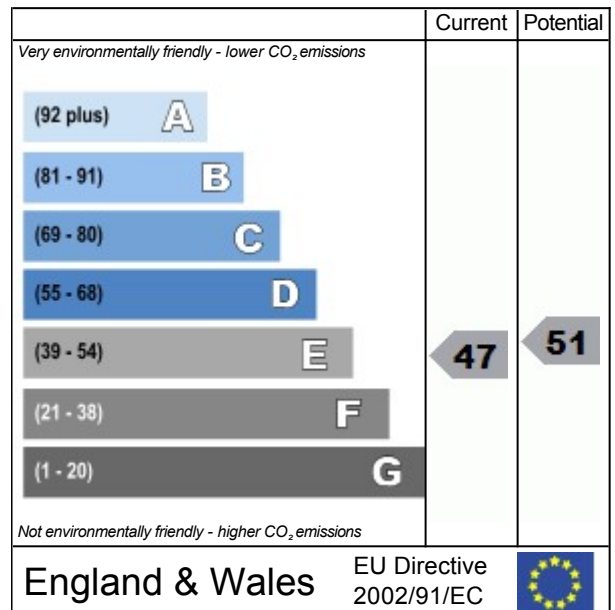 Current Potential
Very environmentally friendly - lower CO₂ emissions
(92 plus) A
(81 - 91) B
(69 - 80) C
(55 - 68) D
(39 - 54) E 47 51
(21 - 38) F
(1 - 20) G
Not environmentally friendly - higher CO₂ emissions
England & Wales
EU Directive
2002/91/EC